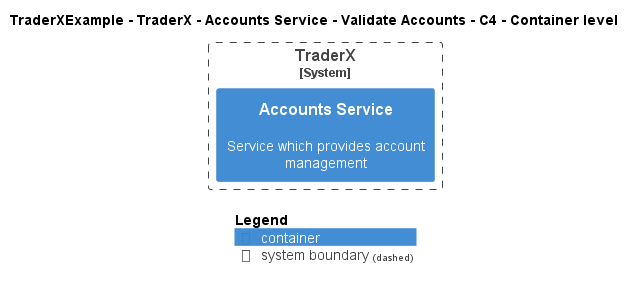 TraderXExample - TraderX - Accounts Service - Validate Accounts - C4 - Container level
TraderX
[System]
Accounts Service
Service which provides account
management
Legend
container
system boundary (dashed)